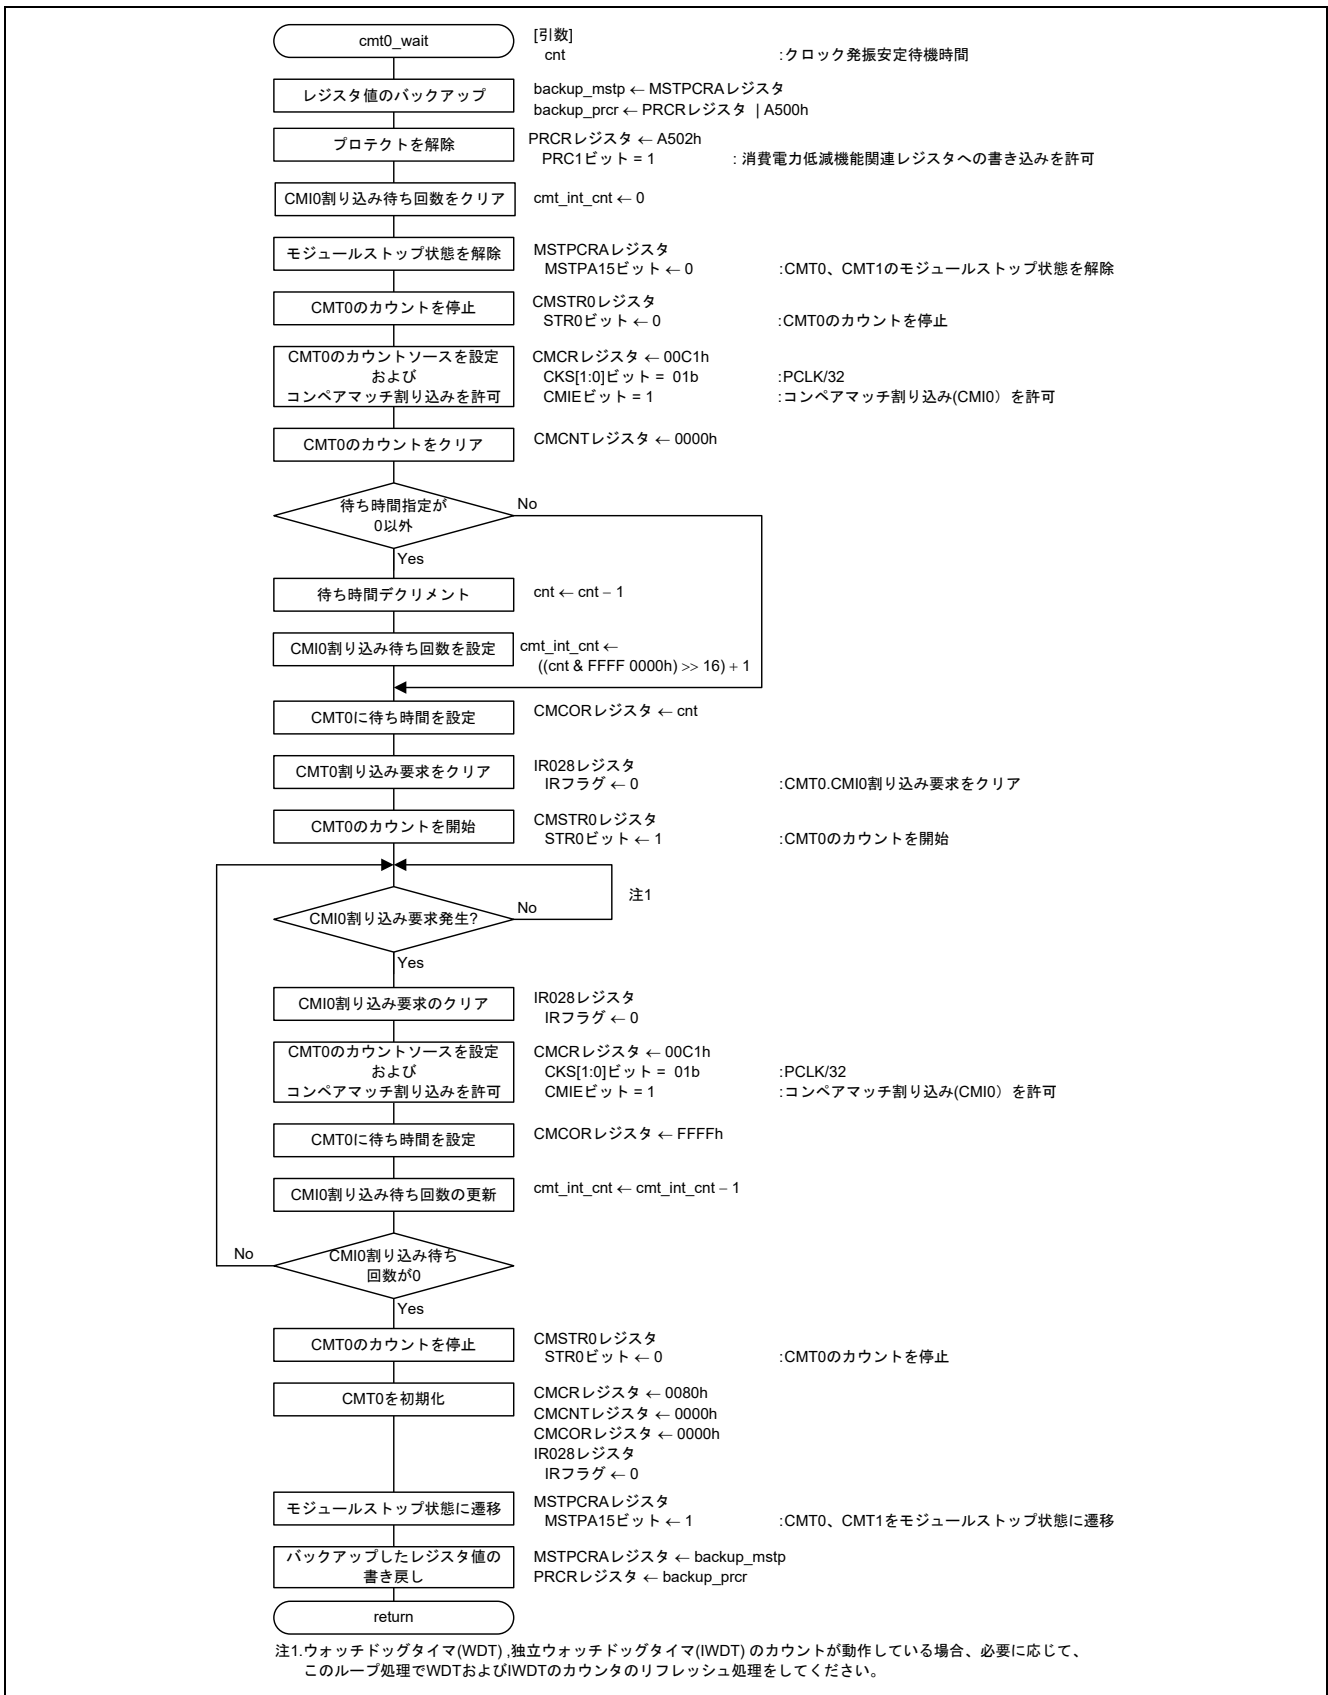 cmt0_wait
[引数]
cnt :クロック発振安定待機時間
レジスタ値のバックアップ
backup_mstp ← MSTPCRAレジスタ
backup_prcr ← PRCRレジスタ | A500h
プロテクトを解除
PRCRレジスタ ← A502h
PRC1ビット = 1 : 消費電力低減機能関連レジスタへの書き込みを許可
CMI0割り込み待ち回数をクリア
cmt_int_cnt ← 0
モジュールストップ状態を解除
MSTPCRAレジスタ
MSTPA15ビット ← 0 :CMT0、CMT1のモジュールストップ状態を解除
CMT0のカウントを停止
CMSTR0レジスタ
STR0ビット ← 0 :CMT0のカウントを停止
CMT0のカウントソースを設定
および
コンペアマッチ割り込みを許可
CMCRレジスタ ← 00C1h
CKS[1:0]ビット = 01b :PCLK/32
CMIEビット = 1 :コンペアマッチ割り込み(CMI0）を許可
CMT0のカウントをクリア
CMCNTレジスタ ← 0000h
待ち時間指定が
0以外
No
Yes
待ち時間デクリメント
cnt ← cnt − 1
CMI0割り込み待ち回数を設定
cmt_int_cnt ←
((cnt & FFFF 0000h) >> 16) + 1
CMT0に待ち時間を設定
CMCORレジスタ ← cnt
CMT0割り込み要求をクリア
IR028レジスタ
IRフラグ ← 0 :CMT0.CMI0割り込み要求をクリア
CMT0のカウントを開始
CMSTR0レジスタ
STR0ビット ← 1 :CMT0のカウントを開始
注1
CMI0割り込み要求発生?
No
Yes
CMI0割り込み要求のクリア
IR028レジスタ
IRフラグ ← 0
CMT0のカウントソースを設定
および
コンペアマッチ割り込みを許可
CMCRレジスタ ← 00C1h
CKS[1:0]ビット = 01b :PCLK/32
CMIEビット = 1 :コンペアマッチ割り込み(CMI0）を許可
CMT0に待ち時間を設定
CMCORレジスタ ← FFFFh
CMI0割り込み待ち回数の更新
cmt_int_cnt ← cmt_int_cnt − 1
No
CMI0割り込み待ち
回数が0
Yes
CMT0のカウントを停止
CMSTR0レジスタ
STR0ビット ← 0 :CMT0のカウントを停止
CMT0を初期化
CMCRレジスタ ← 0080h
CMCNTレジスタ ← 0000h
CMCORレジスタ ← 0000h
IR028レジスタ
IRフラグ ← 0
モジュールストップ状態に遷移
MSTPCRAレジスタ
MSTPA15ビット ← 1 :CMT0、CMT1をモジュールストップ状態に遷移
バックアップしたレジスタ値の
書き戻し
MSTPCRAレジスタ ← backup_mstp
PRCRレジスタ ← backup_prcr
return
注1.ウォッチドッグタイマ(WDT) ,独立ウォッチドッグタイマ(IWDT) のカウントが動作している場合、必要に応じて、
このループ処理でWDTおよびIWDTのカウンタのリフレッシュ処理をしてください。